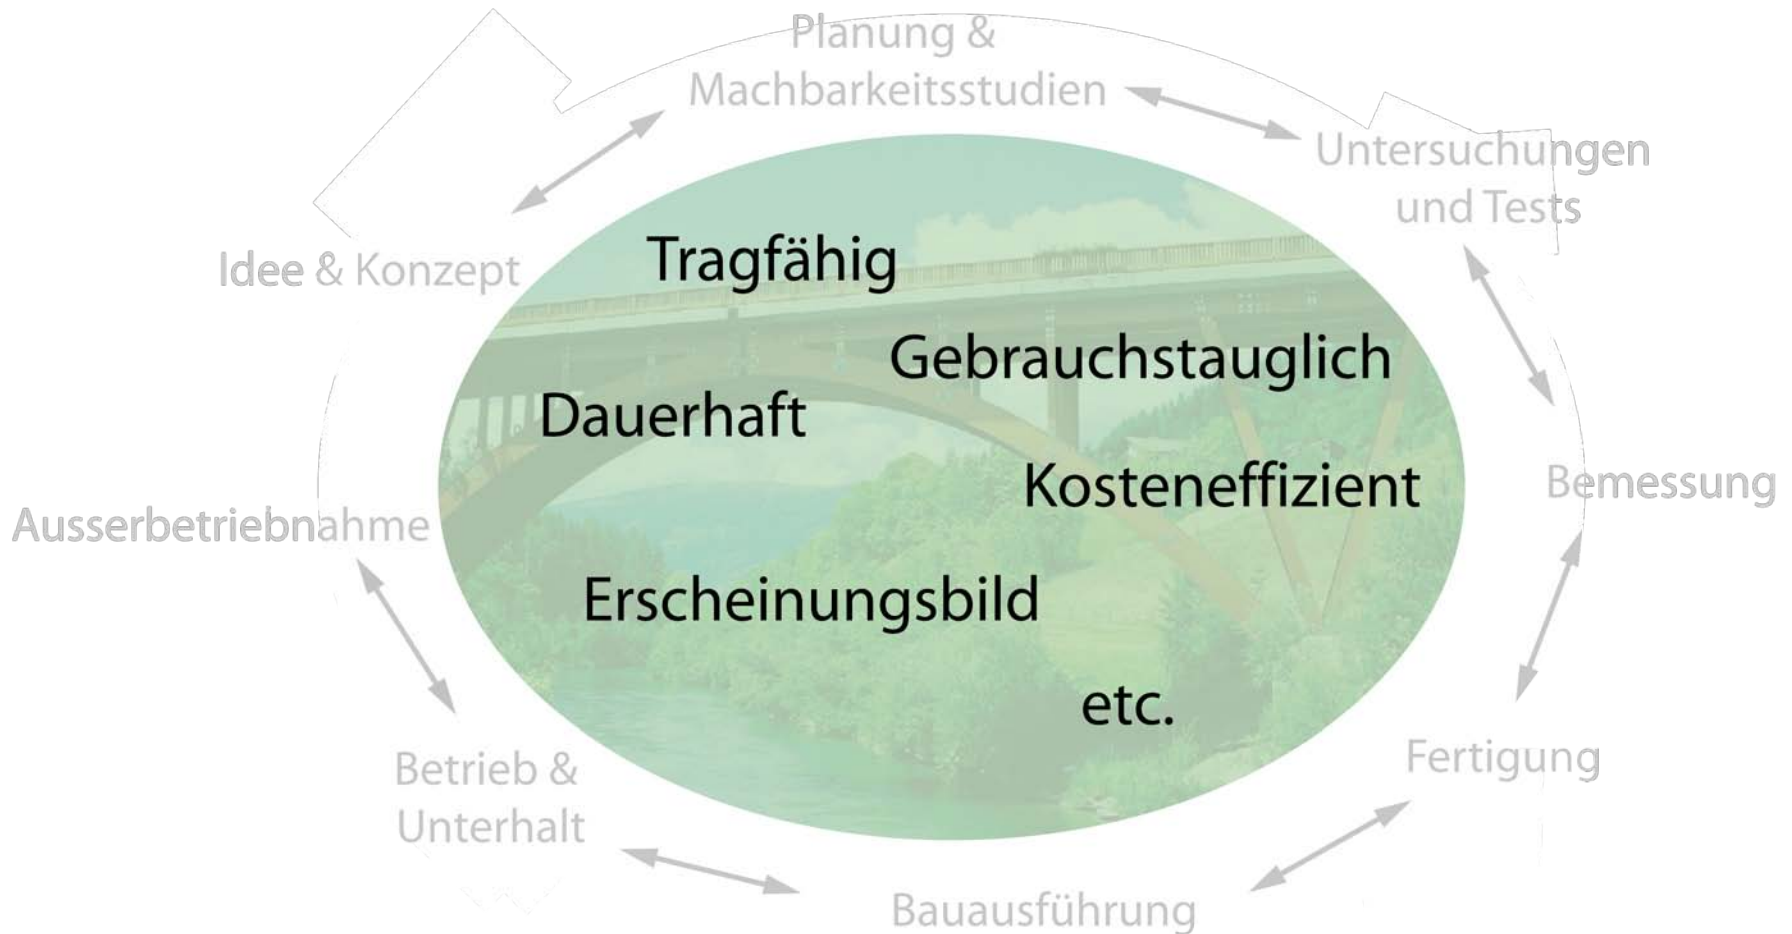 Planung &
Machbarkeitsstudien
Untersuchungen
und Tests
Idee & Konzept
Tragfähig
Gebrauchstauglich
Dauerhaft
Kosteneffizient
Bemessung
Ausserbetriebnahme
Erscheinungsbild
etc.
Fertigung
Betrieb &
Unterhalt
Bauausführung